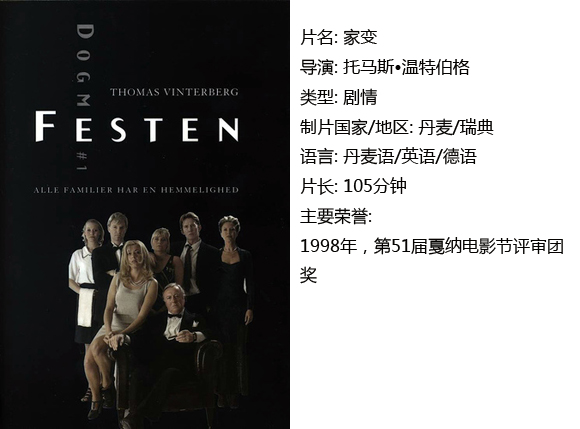 DOGME
#1
THOMAS VINTERBERG
FESTEN
ALLE FAMILIER HAR EN HEMMELIGHED
片名: 家变
导演: 托马斯•温特伯格
类型: 剧情
制片国家/地区: 丹麦/瑞典
语言: 丹麦语/英语/德语
片长: 105分钟
主要荣誉:
1998年，第51届戛纳电影节评审团
奖